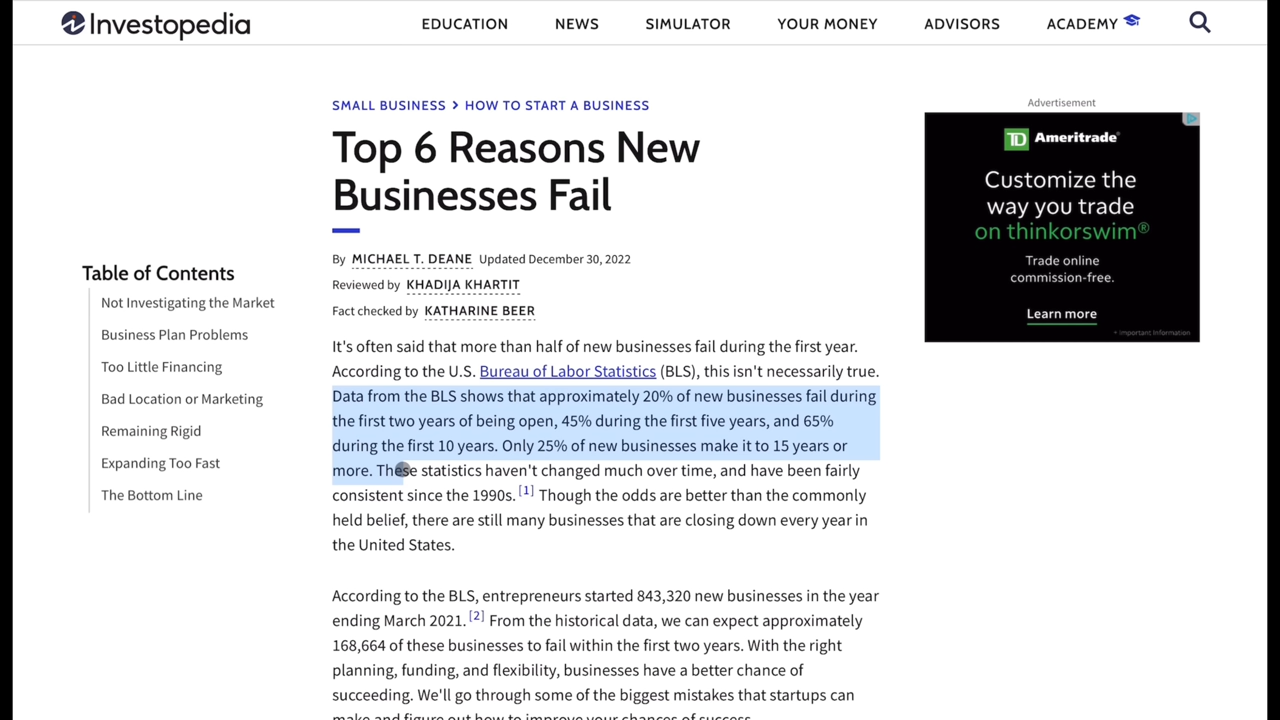 Investopedia
EDUCATION NEWS SIMULATOR YOUR MONEY ADVISORS ACADEMY
SMALL BUSINESS > HOW TO START A BUSINESS
Top 6 Reasons New
Businesses Fail
By MICHAEL T. DEANE Updated December 30, 2022
Reviewed by KHADIJA KHARTIT
Fact checked by KATHARINE BEER
Table of Contents
Not Investigating the Market
Business Plan Problems
Too Little Financing
Bad Location or Marketing
Remaining Rigid
Expanding Too Fast
The Bottom Line
It's often said that more than half of new businesses fail during the first year.
According to the U.S. Bureau of Labor Statistics (BLS), this isn't necessarily true.
Data from the BLS shows that approximately 20% of new businesses fail during
the first two years of being open, 45% during the first five years, and 65%
during the first 10 years. Only 25% of new businesses make it to 15 years or
more. These statistics haven't changed much over time, and have been fairly
consistent since the 1990s. [1] Though the odds are better than the commonly
held belief, there are still many businesses that are closing down every year in
the United States.
According to the BLS, entrepreneurs started 843,320 new businesses in the year
ending March 2021. [2] From the historical data, we can expect approximately
168,664 of these businesses to fail within the first two years. With the right
planning, funding, and flexibility, businesses have a better chance of
succeeding. We'll go through some of the biggest mistakes that startups can
make and figure out how to improve your chances of success.
Advertisement
TD Ameritrade®
Customize the
way you trade
on thinkorswim®
Trade online
commission-free.
Learn more
+ Important Information